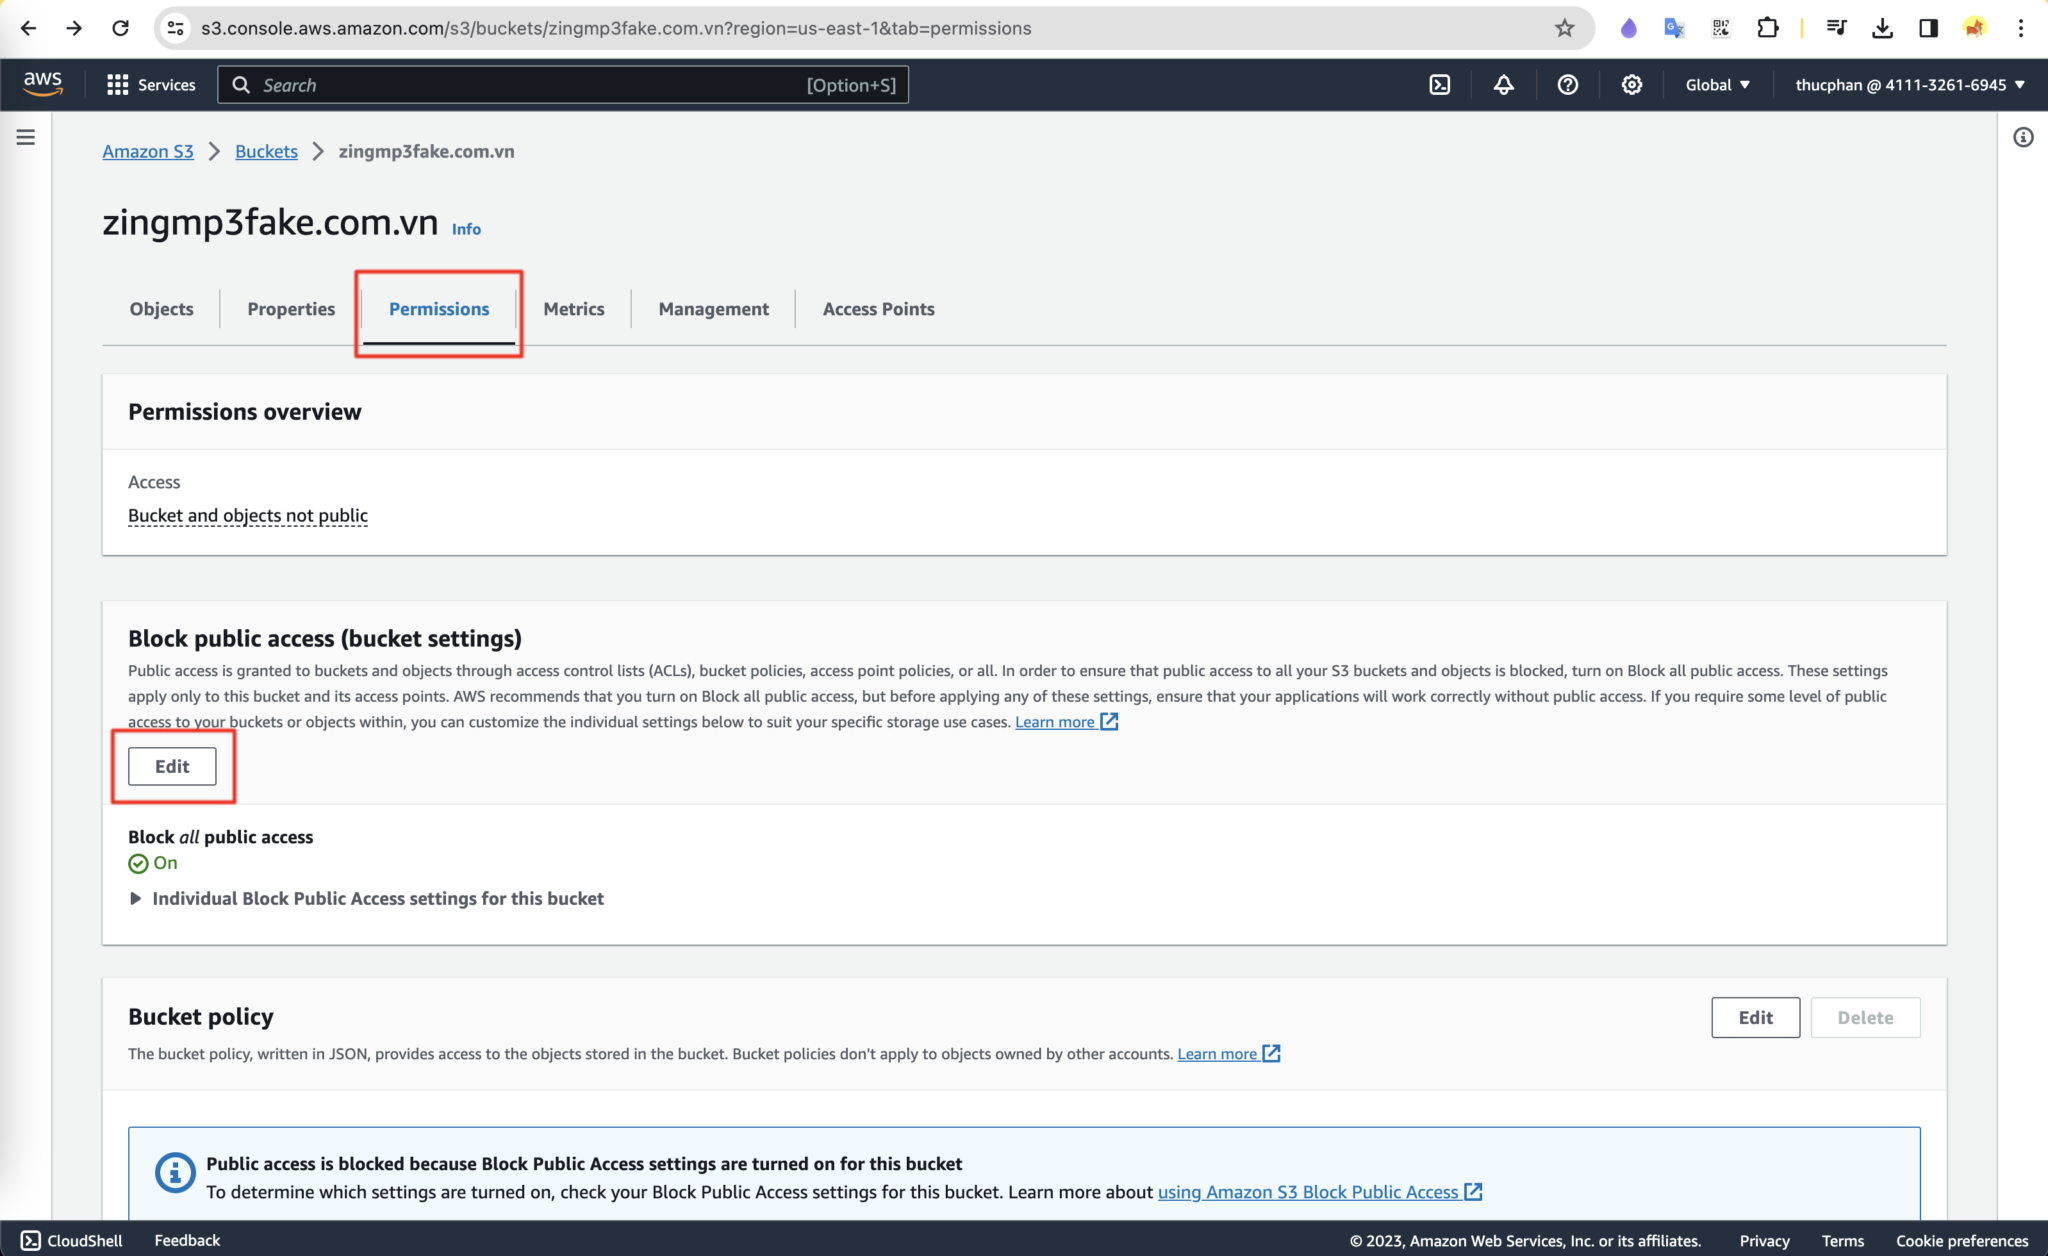 s3.console.aws.amazon.com/s3/buckets/zingmp3fake.com.vn?region=us-east-1&tab=permissions
aws
Services
Search
[Option+S]
Global
thucphan @ 4111-3261-6945
Amazon S3
Buckets
zingmp3fake.com.vn
zingmp3fake.com.vn
Info
Objects
Properties
Permissions
Metrics
Management
Access Points
Permissions overview
Access
Bucket and objects not public
Block public access (bucket settings)
Public access is granted to buckets and objects through access control lists (ACLs), bucket policies, access point policies, or all. In order to ensure that public access to all your S3 buckets and objects is blocked, turn on Block all public access. These settings
apply only to this bucket and its access points. AWS recommends that you turn on Block all public access, but before applying any of these settings, ensure that your applications will work correctly without public access. If you require some level of public
access to your buckets or objects within, you can customize the individual settings below to suit your specific storage use cases. Learn more
Edit
Block all public access
On
Individual Block Public Access settings for this bucket
Bucket policy
Edit
Delete
The bucket policy, written in JSON, provides access to the objects stored in the bucket. Bucket policies don't apply to objects owned by other accounts. Learn more
Public access is blocked because Block Public Access settings are turned on for this bucket
To determine which settings are turned on, check your Block Public Access settings for this bucket. Learn more about using Amazon S3 Block Public Access
CloudShell
Feedback
© 2023, Amazon Web Services, Inc. or its affiliates.
Privacy
Terms
Cookie preferences